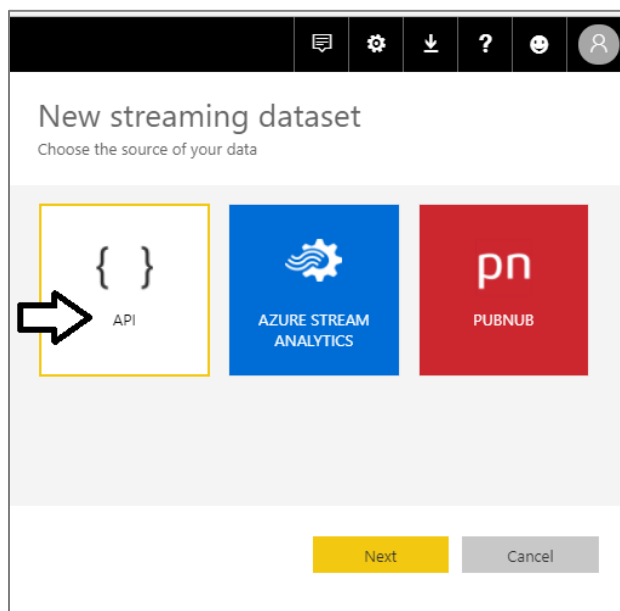 ?
New streaming dataset
Choose the source of your data
{ }
API
AZURE STREAM
ANALYTICS
pn
PUBNUB
Next
Cancel